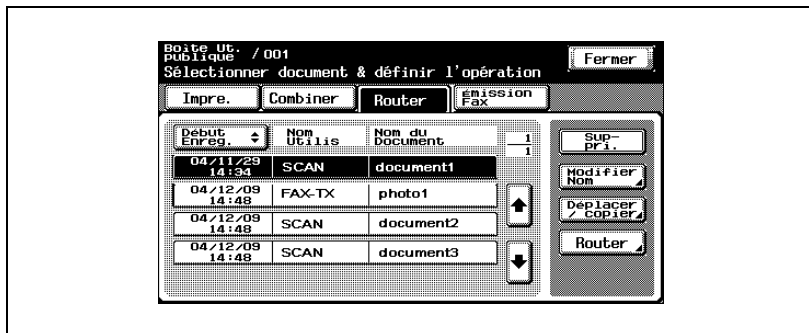 Boîte Ut.
publique / 001
Sélectionner document & définir l'opération
Fermer
Impre.
Combiner
Router
Émission
Fax
Début
Enreg.
Nom
Utilis
Nom du
Document
1
1
04/11/29
14:34
SCAN
document1
04/12/09
14:48
FAX-TX
photo1
04/12/09
14:48
SCAN
document2
04/12/09
14:48
SCAN
document3
Sup-
pri.
Modifier
Nom
Déplacer
/ copier
Router